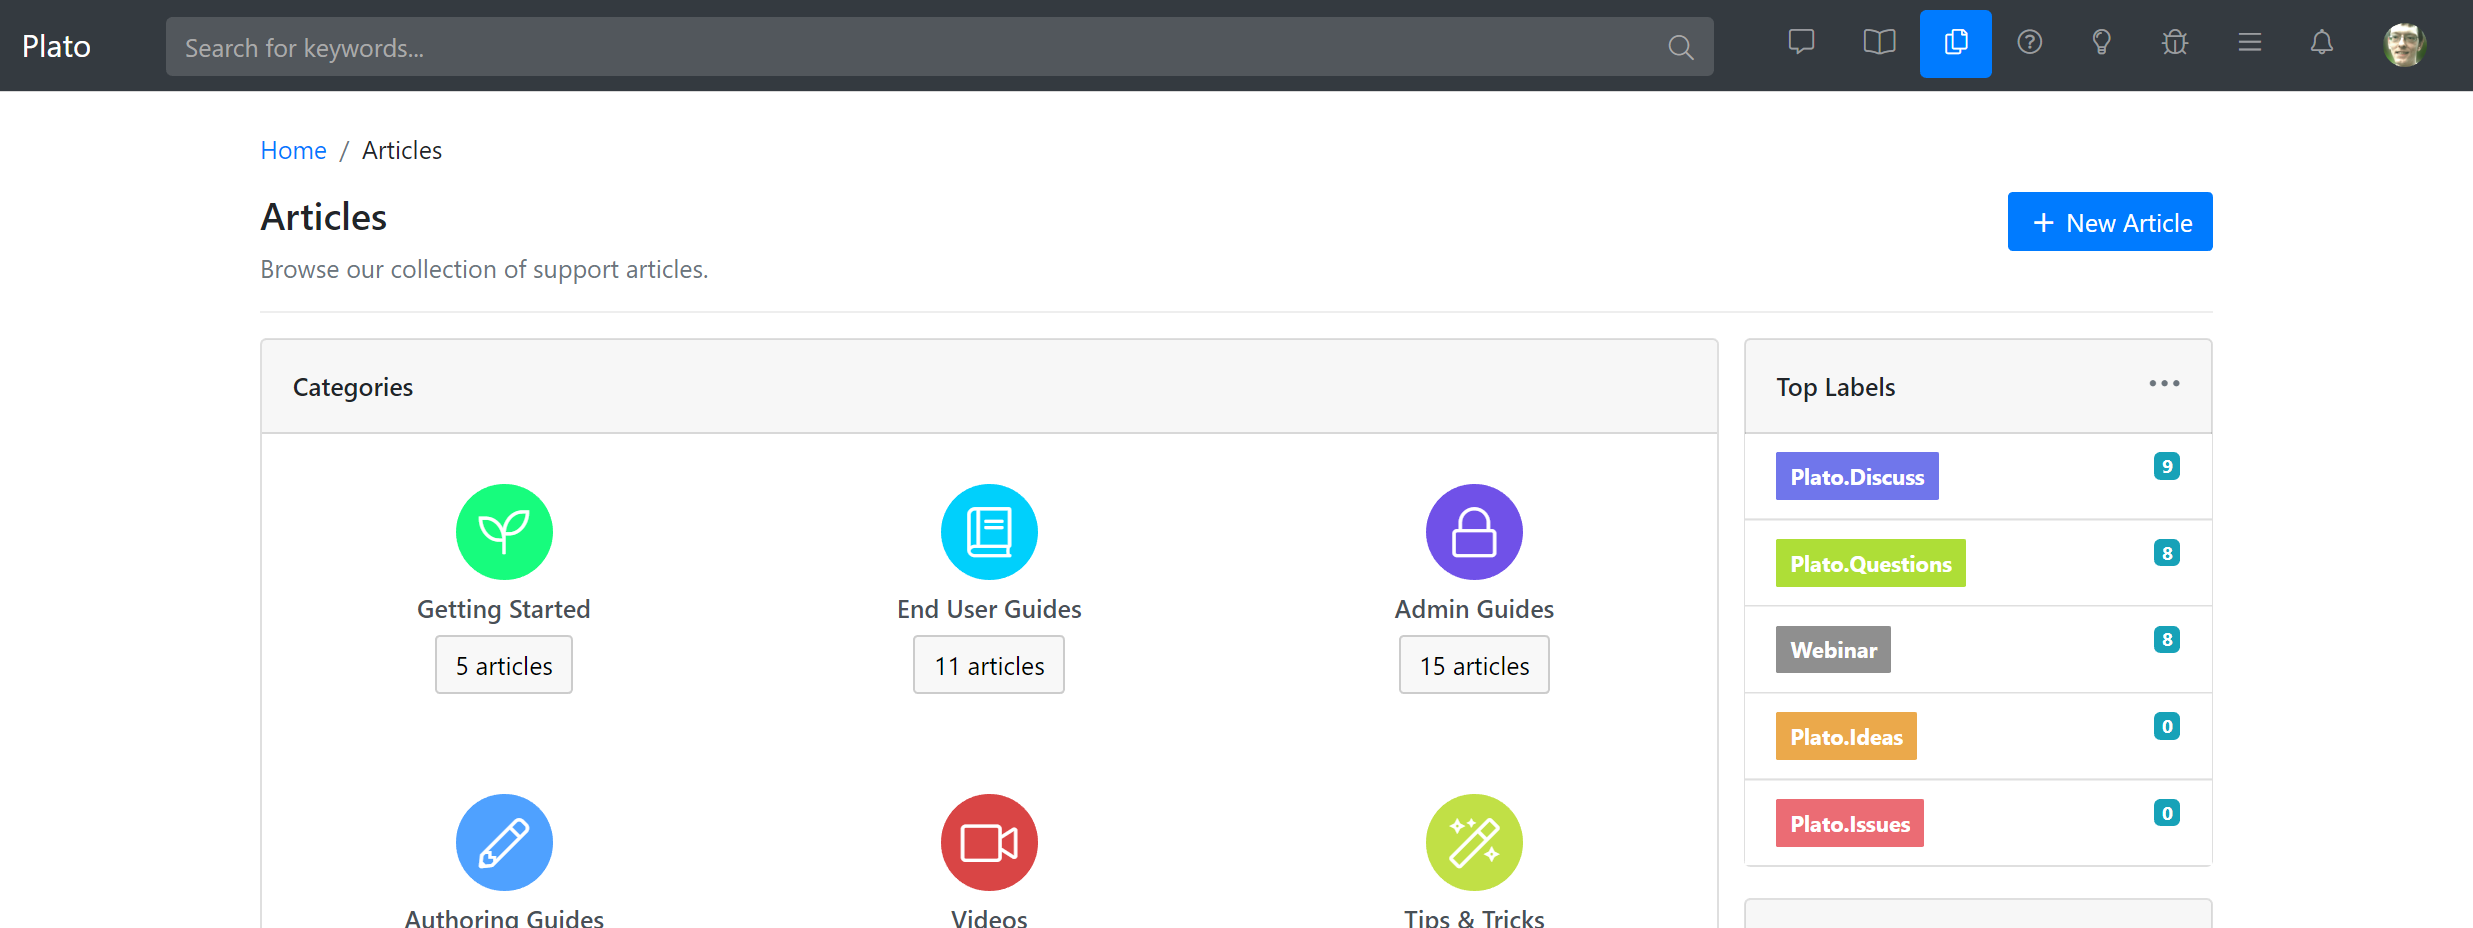 Plato
Search for keywords...
Home / Articles
Articles
+ New Article
Browse our collection of support articles.
Categories
Getting Started
5 articles
End User Guides
11 articles
Admin Guides
15 articles
Authoring Guides
Videos
Tips & Tricks
Top Labels
Plato.Discuss 9
Plato.Questions 8
Webinar 8
Plato.Ideas 0
Plato.Issues 0